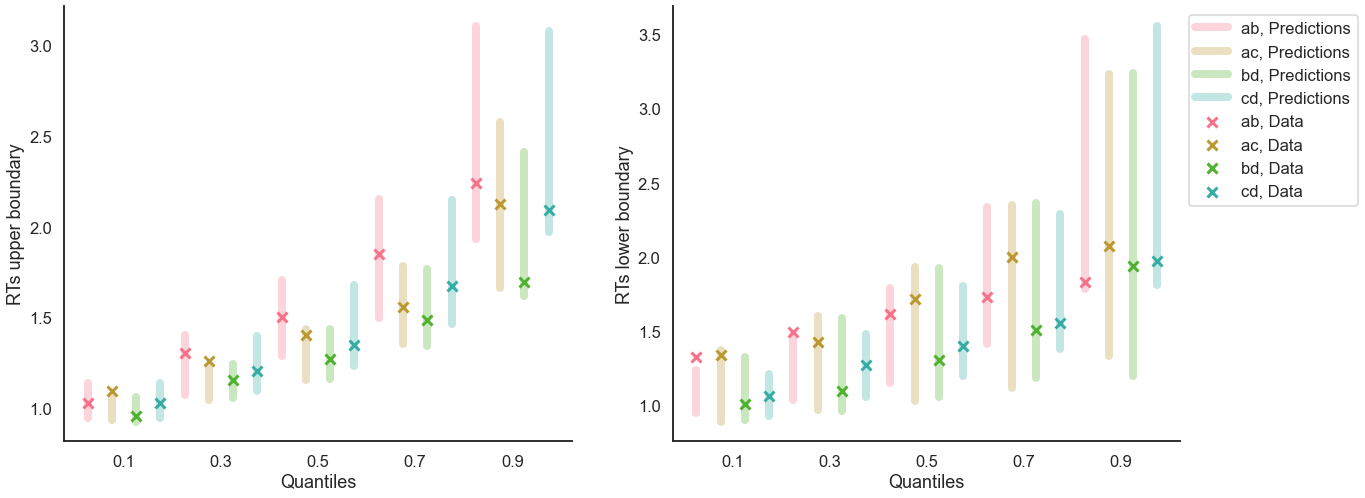 RTs upper boundary
3.0
2.5
2.0
1.5
1.0
0.1 0.3 0.5 0.7 0.9
Quantiles
RTs lower boundary
3.5
3.0
2.5
2.0
1.5
1.0
0.1 0.3 0.5 0.7 0.9
Quantiles
ab, Predictions
ac, Predictions
bd, Predictions
cd, Predictions
ab, Data
ac, Data
bd, Data
cd, Data